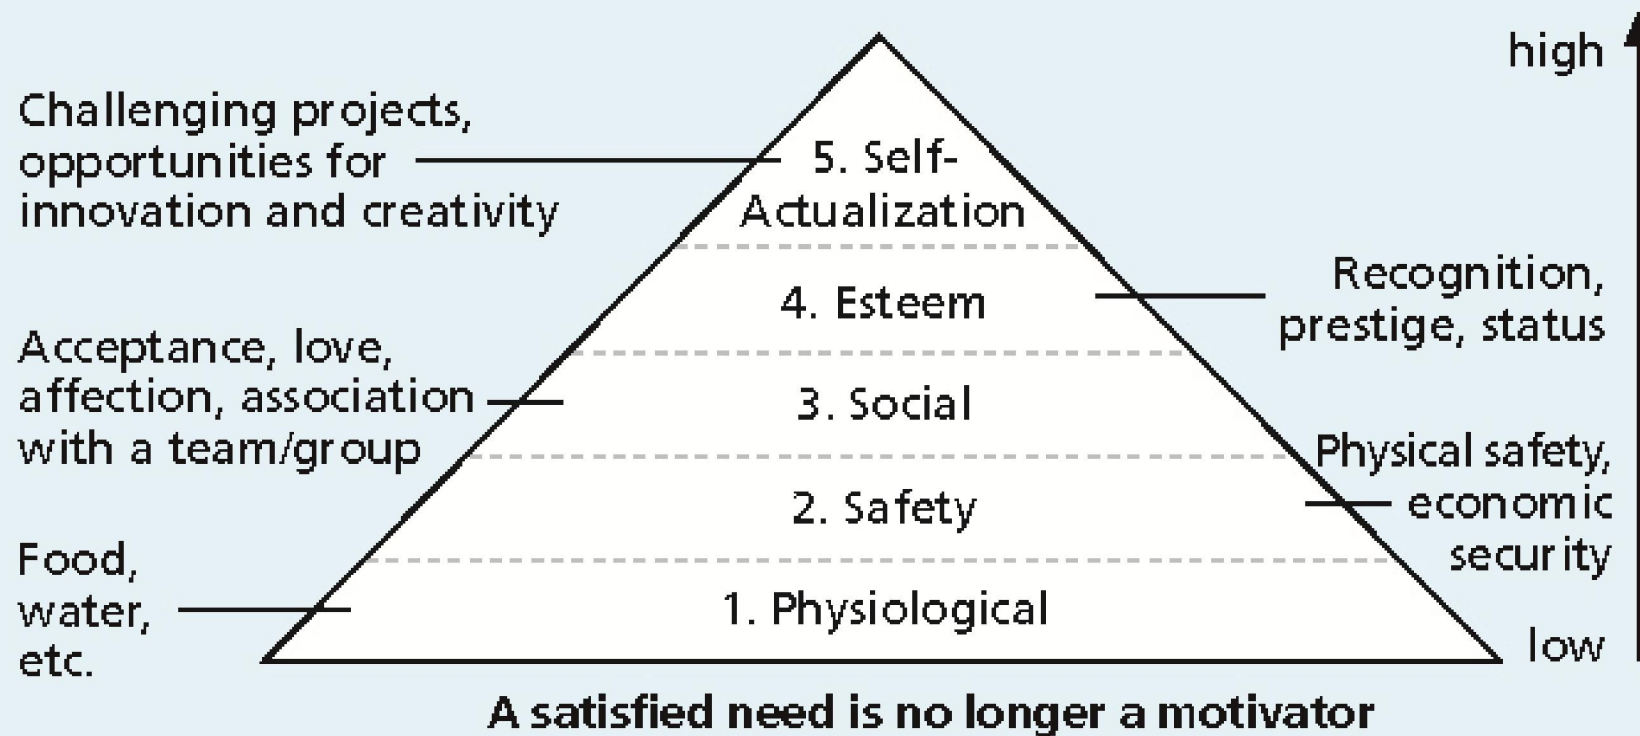 high
Challenging projects,
opportunities for
innovation and creativity
5. Self-
Actualization
Recognition,
prestige, status
4. Esteem
Acceptance, love,
affection, association
with a team/group
3. Social
Physical safety,
economic
security
2. Safety
Food,
water,
etc.
1. Physiological
low
A satisfied need is no longer a motivator